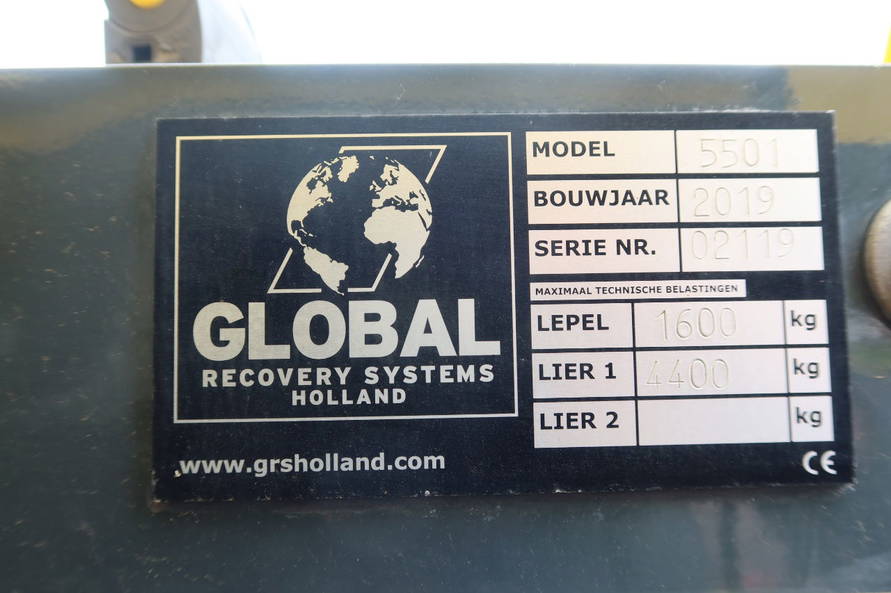 GLOBAL
RECOVERY SYSTEMS
HOLLAND
www.grsholland.com
MODEL 5501
BOUWJAAR 2019
SERIE NR. 02119
MAXIMAAL TECHNISCHE BELASTINGEN
LEPEL 1600 kg
LIER 1 4400 kg
LIER 2 kg
CE